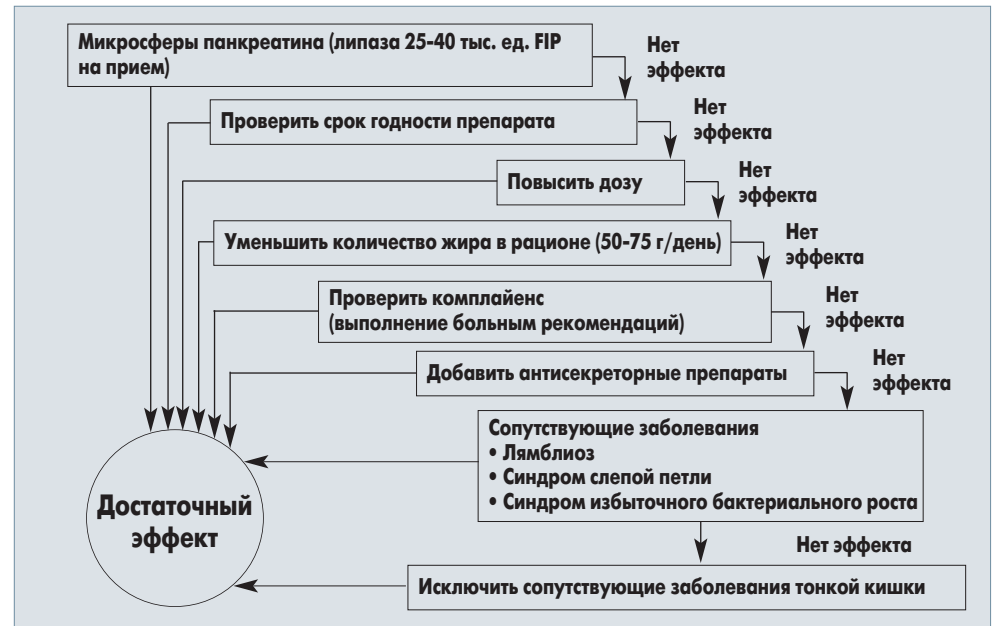 Микросферы панкреатина (липаза 25-40 тыс. ед. FIP
на прием)
Нет
эффекта
Проверить срок годности препарата
Нет
эффекта
Повысить дозу
Нет
эффекта
Уменьшить количество жира в рационе (50-75 г/день)
Нет
эффекта
Проверить комплайенс
(выполнение больным рекомендаций)
Нет
эффекта
Добавить антисекреторные препараты
Нет
эффекта
Сопутствующие заболевания
• Лямблиоз
• Синдром слепой петли
• Синдром избыточного бактериального роста
Достаточный
эффект
Нет эффекта
Исключить сопутствующие заболевания тонкой кишки